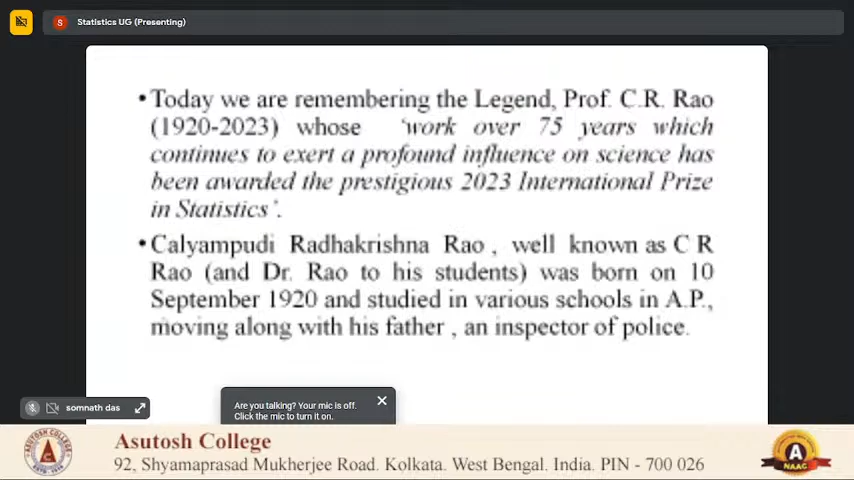 S Statistics UG (Presenting)
•Today we are remembering the Legend, Prof. C.R. Rao
(1920-2023) whose 'work over 75 years which
continues to exert a profound influence on science has
been awarded the prestigious 2023 International Prize
in Statistics'.
•Calyampudi Radhakrishna Rao , well known as C R
Rao (and Dr. Rao to his students) was born on 10
September 1920 and studied in various schools in A.P.,
moving along with his father , an inspector of police.
somnath das
Are you talking? Your mic is off.
Click the mic to turn it on.
Asutosh College
92, Shyamaprasad Mukherjee Road. Kolkata. West Bengal. India. PIN - 700 026
A
NAAC